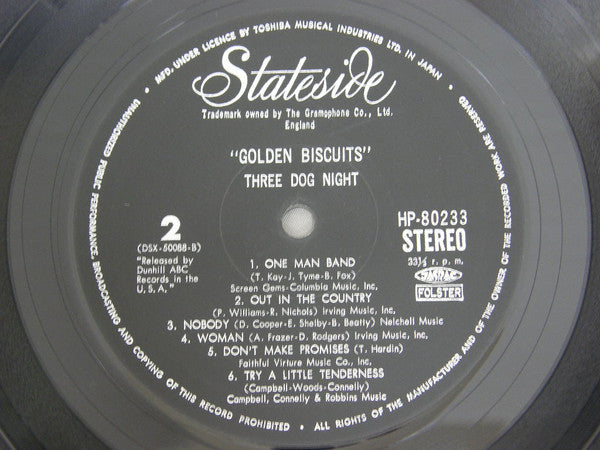 • MFD. UNDER LICENCE BY TOSHIBA MUSICAL INDUSTRIES LTD. IN JAPAN •
Stateside
Trademark owned by The Gramophone Co., Ltd.
England
"GOLDEN BISCUITS"
THREE DOG NIGHT
2
(DSX-50088-B)
"Released by
Dunhill ABC
Records in the
U.S.A."
HP-80233
STEREO
33⅓ r.p.m.
FOLSTER
1. ONE MAN BAND
(T. Kay-J. Tyme-B. Fox)
Screen Gems-Columbia Music, Inc.
2. OUT IN THE COUNTRY
(P. Williams-R. Nichols) Irving Music, Inc.
3. NOBODY (D. Cooper-E. Shelby-B. Beatty) Neichell Music
4. WOMAN (A. Frazer-D. Rodgers) Irving Music, Inc.
5. DON'T MAKE PROMISES (T. Hardin)
Faithful Virture Music Co., Inc.
6. TRY A LITTLE TENDERNESS
(Campbell-Woods-Connelly)
Campbell, Connelly & Robbins Music
UNAUTHORIZED PUBLIC PERFORMANCE, BROADCASTING AND COPYING OF THIS RECORD PROHIBITED • ALL RIGHTS OF THE MANUFACTURER AND OF THE OWNER OF THE RECORDED WORK ARE RESERVED.